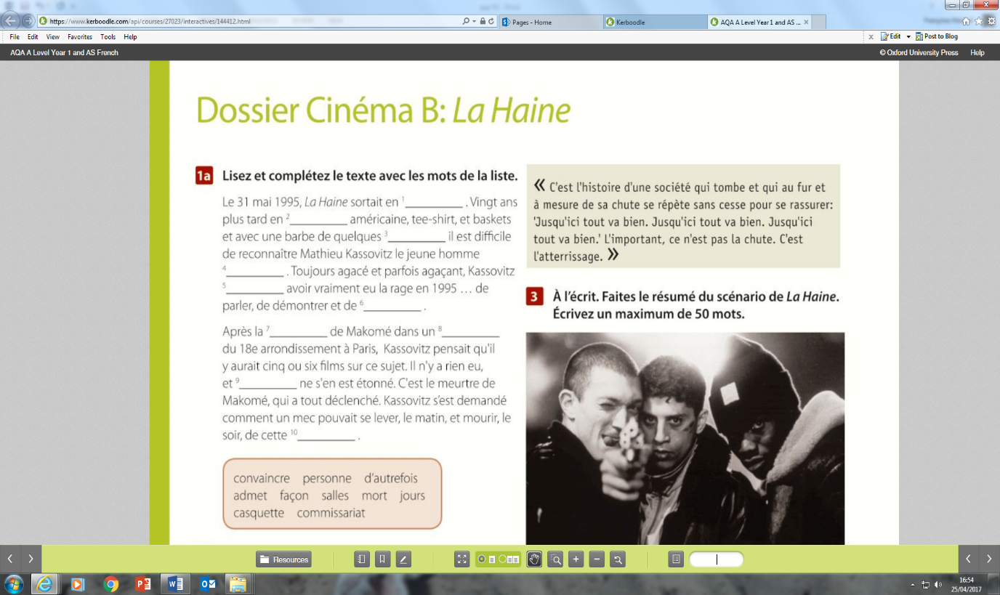 https://www.kerboodle.com/api/courses/27023/interactives/144412.html
Pages - Home
Kerboodle
AQA A Level Year 1 and AS ...
File Edit View Favorites Tools Help
x Edit Post to Blog
AQA A Level Year 1 and AS French
© Oxford University Press Help
Dossier Cinéma B: La Haine
1a Lisez et complétez le texte avec les mots de la liste.
Le 31 mai 1995, La Haine sortait en 1_________ . Vingt ans
plus tard en 2_________ américaine, tee-shirt, et baskets
et avec une barbe de quelques 3_________ il est difficile
de reconnaître Mathieu Kassovitz le jeune homme
4_________ . Toujours agacé et parfois agaçant, Kassovitz
5_________ avoir vraiment eu la rage en 1995 … de
parler, de démontrer et de 6_________ .
Après la 7_________ de Makomé dans un 8_________
du 18e arrondissement à Paris, Kassovitz pensait qu'il
y aurait cinq ou six films sur ce sujet. Il n'y a rien eu,
et 9_________ ne s'en est étonné. C'est le meurtre de
Makomé, qui a tout déclenché. Kassovitz s'est demandé
comment un mec pouvait se lever, le matin, et mourir, le
soir, de cette 10_________ .
convaincre personne d'autrefois
admet façon salles mort jours
casquette commissariat
« C'est l'histoire d'une société qui tombe et qui au fur et
à mesure de sa chute se répète sans cesse pour se rassurer:
'Jusqu'ici tout va bien. Jusqu'ici tout va bien. Jusqu'ici
tout va bien.' L'important, ce n'est pas la chute. C'est
l'atterrissage. »
3 À l'écrit. Faites le résumé du scénario de La Haine.
Écrivez un maximum de 50 mots.
Resources
16:54
25/04/2017